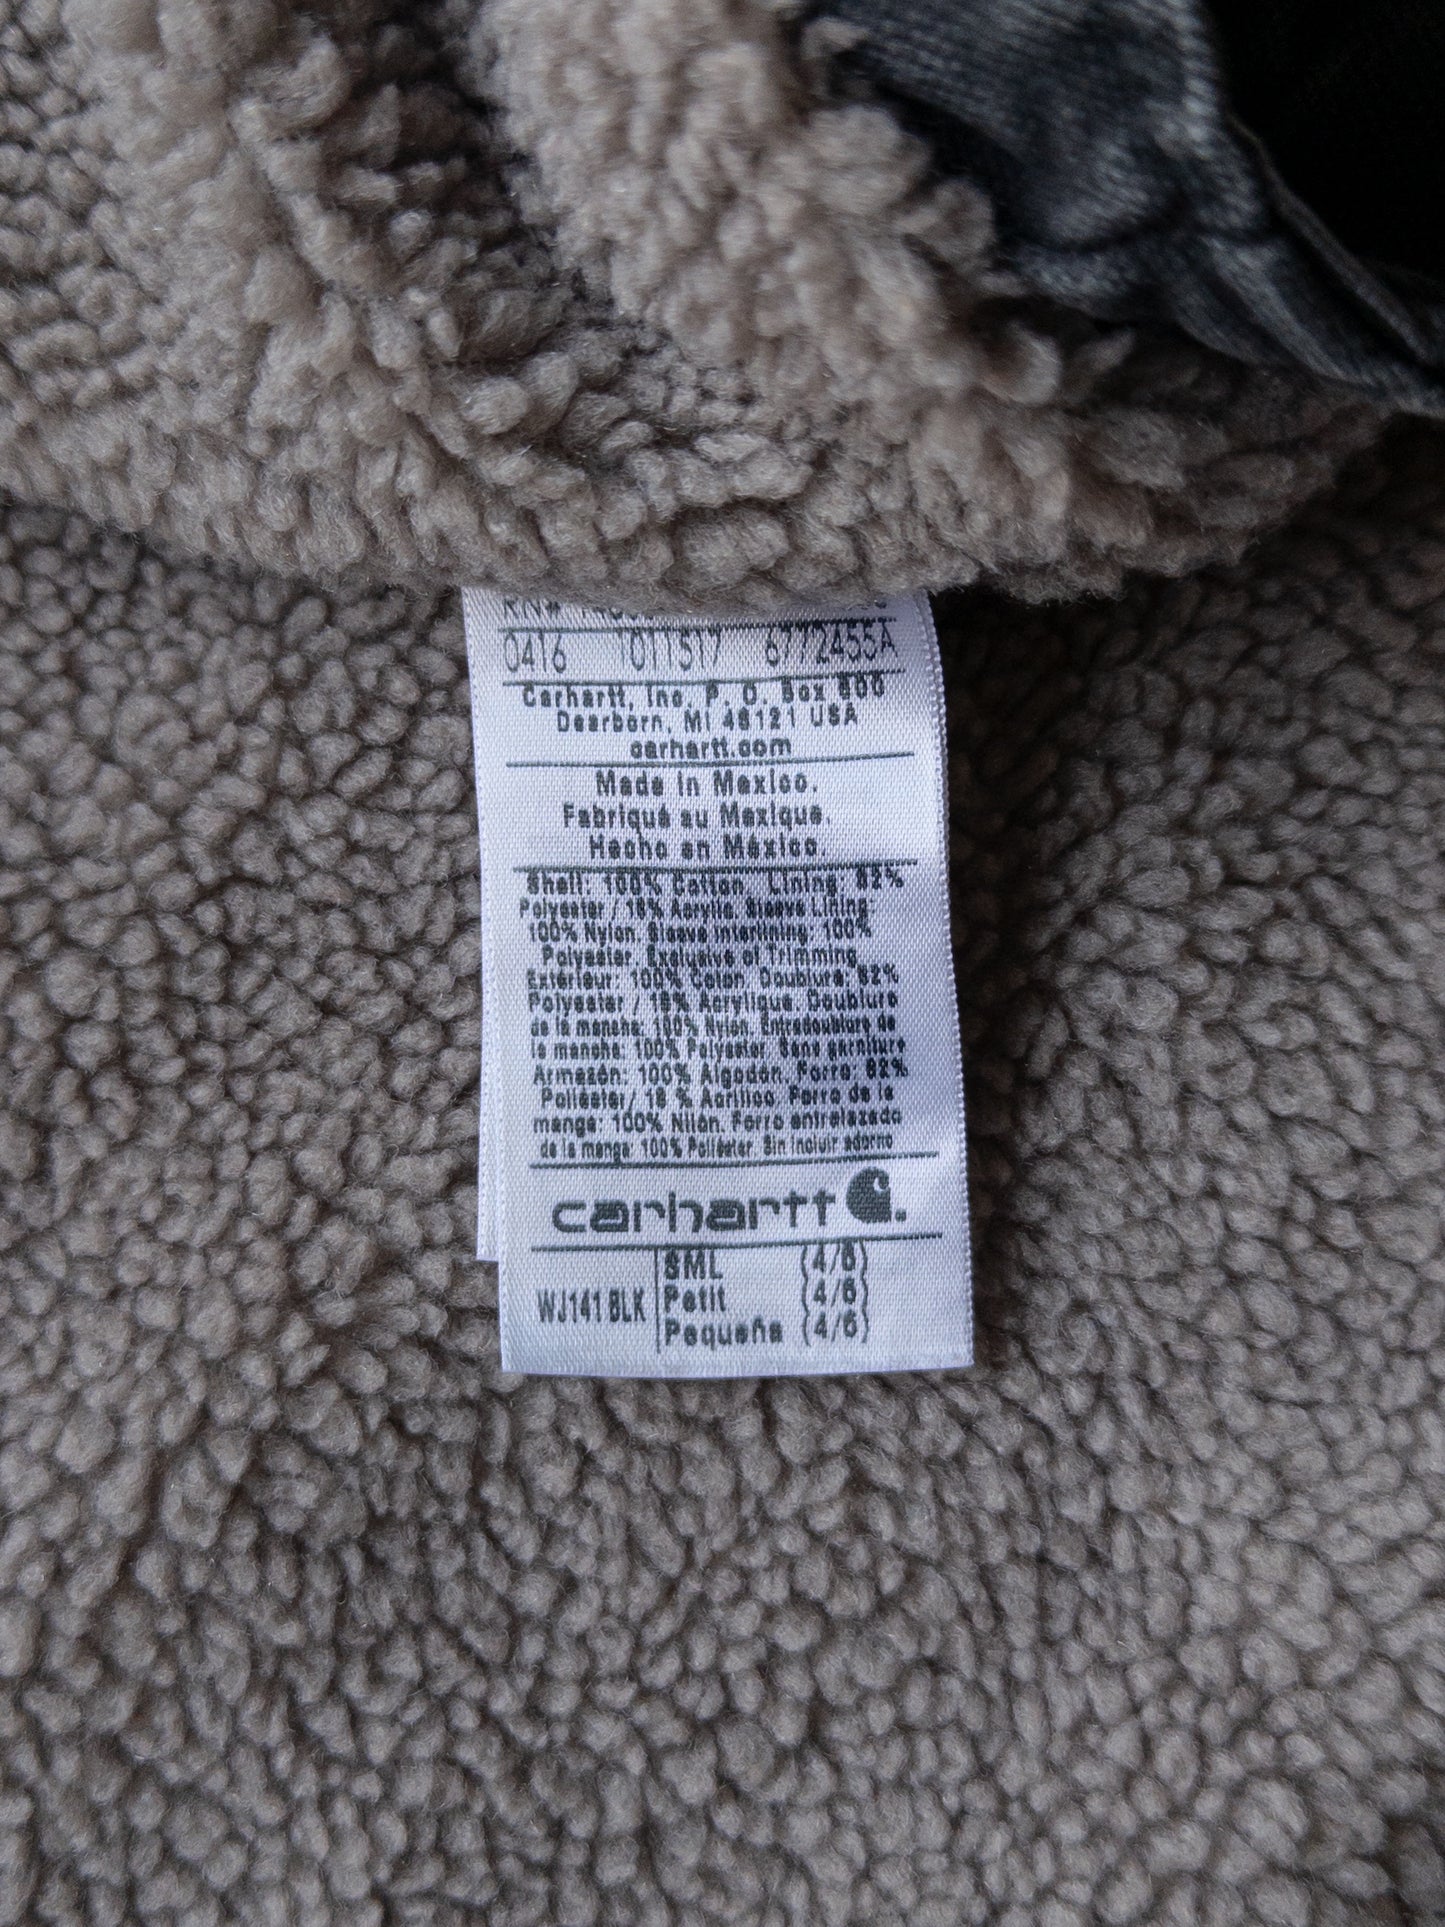 RN#
0416 1011517 6772455A
Carhartt, Inc. P. O. Box 600
Dearborn, MI 48121 USA
carhartt.com
Made in Mexico.
Fabriqué au Mexique.
Hecho en México.
Shell: 100% Cotton. Lining: 82%
Polyester / 18% Acrylic. Sleeve Lining:
100% Nylon. Sleeve Interlining: 100%
Polyester. Exclusive of Trimming
Extérieur: 100% Coton. Doublure: 82%
Polyester / 18% Acrylique. Doublure
de la manche: 100% Nylon. Entredoublure de
la manche: 100% Polyester. Sans garniture
Armazón: 100% Algodón. Forro: 82%
Poliéster/ 18 % Acrílico. Forro de la
manga: 100% Nilón. Forro entrelazado
de la manga: 100% Poliéster. Sin incluir adorno
carhartt
WJ141 BLK
SML (4/6)
Petit (4/6)
Pequeña (4/6)